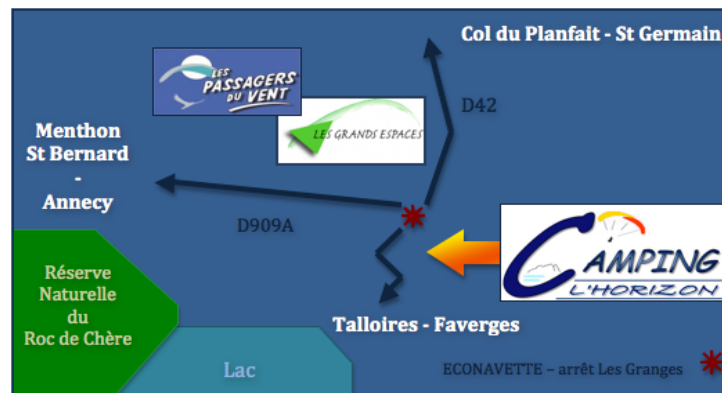 Col du Planfait - St Germain
LES
PASSAGERS
DU VENT
D42
LES GRANDS ESPACES
Menthon
St Bernard
-
Annecy
D909A
CAMPING
L'HORIZON
Réserve
Naturelle
du
Roc de Chère
Talloires - Faverges
Lac
ECONAVETTE – arrêt Les Granges